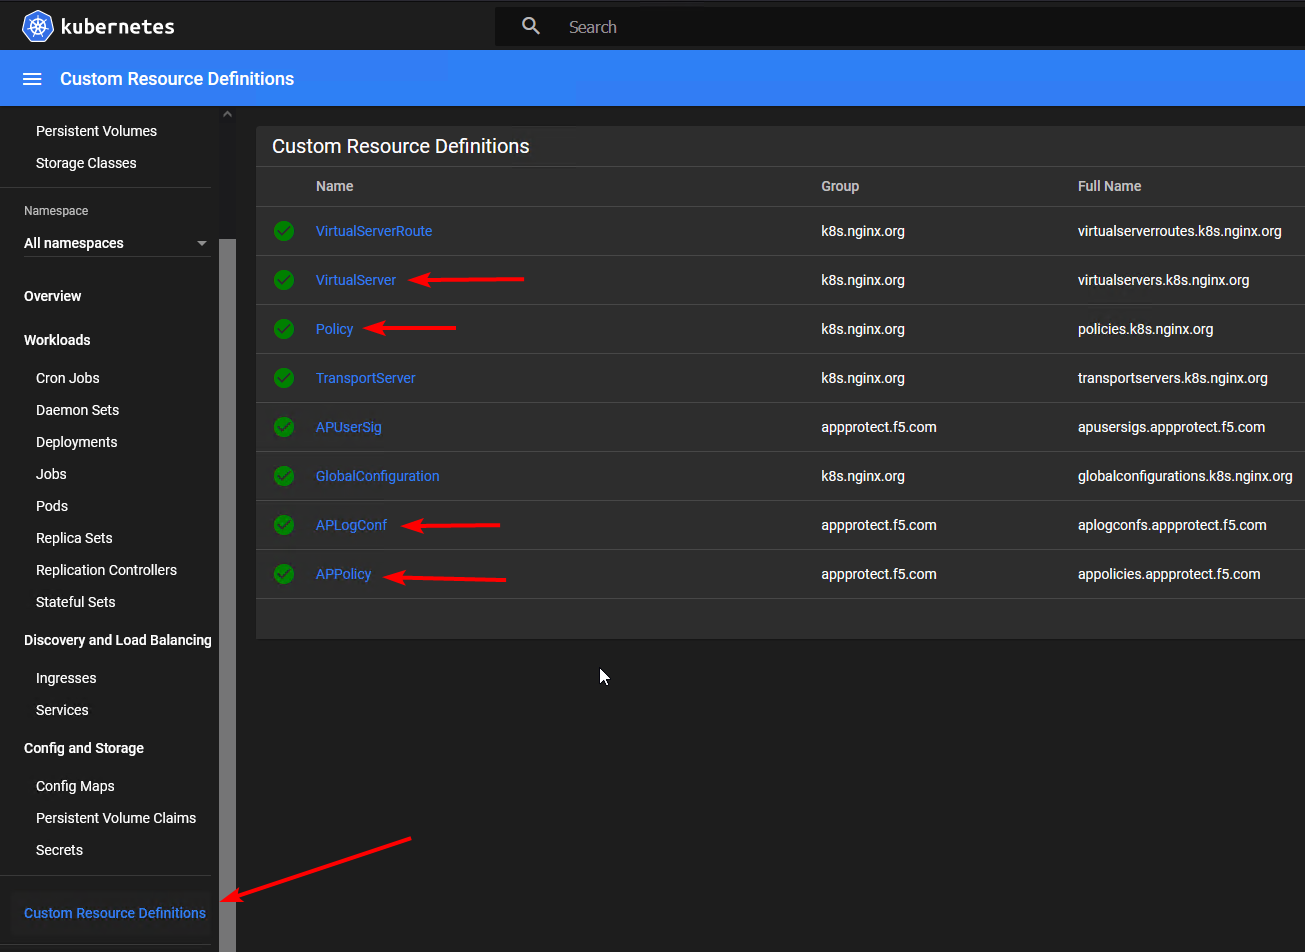 kubernetes
Search
Custom Resource Definitions
Persistent Volumes
Storage Classes
Namespace
All namespaces
Overview
Workloads
Cron Jobs
Daemon Sets
Deployments
Jobs
Pods
Replica Sets
Replication Controllers
Stateful Sets
Discovery and Load Balancing
Ingresses
Services
Config and Storage
Config Maps
Persistent Volume Claims
Secrets
Custom Resource Definitions
Custom Resource Definitions
Name Group Full Name
VirtualServerRoute k8s.nginx.org virtualserverroutes.k8s.nginx.org
VirtualServer k8s.nginx.org virtualservers.k8s.nginx.org
Policy k8s.nginx.org policies.k8s.nginx.org
TransportServer k8s.nginx.org transportservers.k8s.nginx.org
APUserSig appprotect.f5.com apusersigs.appprotect.f5.com
GlobalConfiguration k8s.nginx.org globalconfigurations.k8s.nginx.org
APLogConf appprotect.f5.com aplogconfs.appprotect.f5.com
APPolicy appprotect.f5.com appolicies.appprotect.f5.com